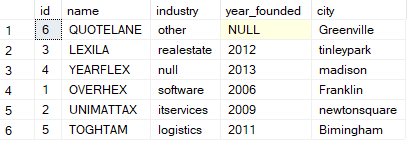 id name industry year_founded city
1 6 QUOTELANE other NULL Greenville
2 3 LEXILA realestate 2012 tinleypark
3 4 YEARFLEX null 2013 madison
4 1 OVERHEX software 2006 Franklin
5 2 UNIMATTAX itservices 2009 newtonsquare
6 5 TOGHTAM logistics 2011 Bimingham